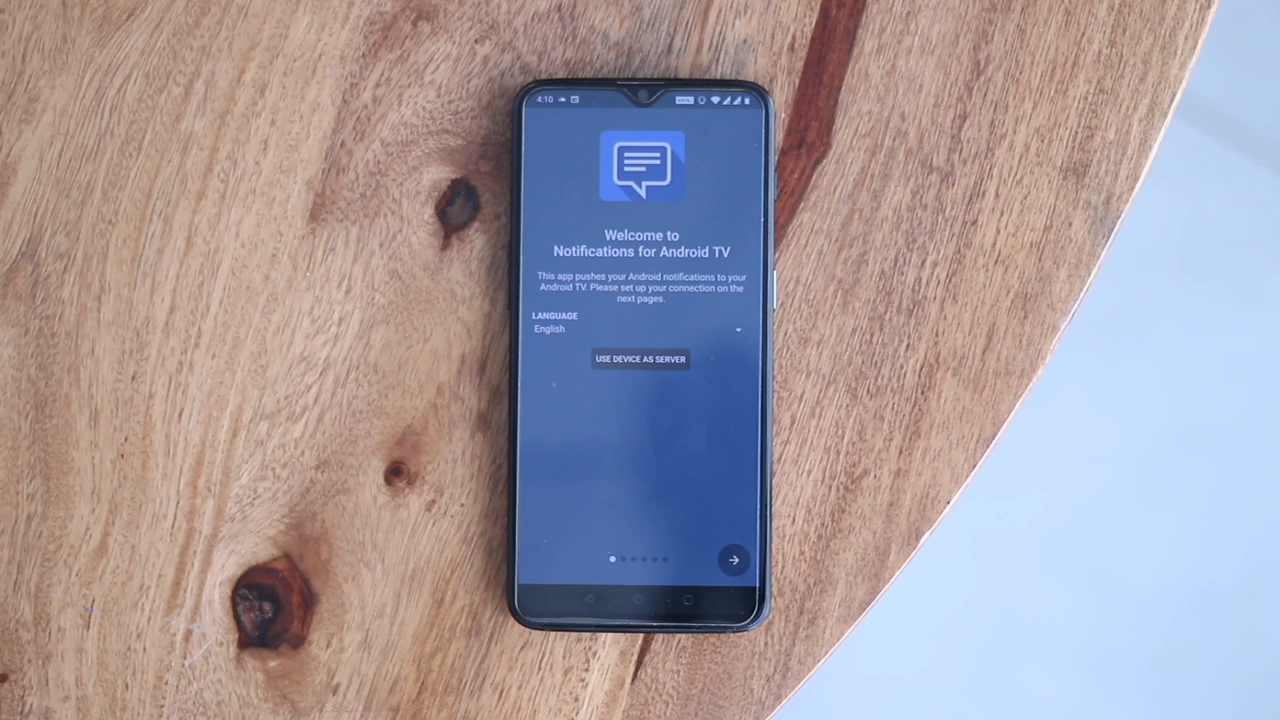 4:10
Welcome to
Notifications for Android TV
This app pushes your Android notifications to your
Android TV. Please set up your connection on the
next pages.
LANGUAGE
English
USE DEVICE AS SERVER